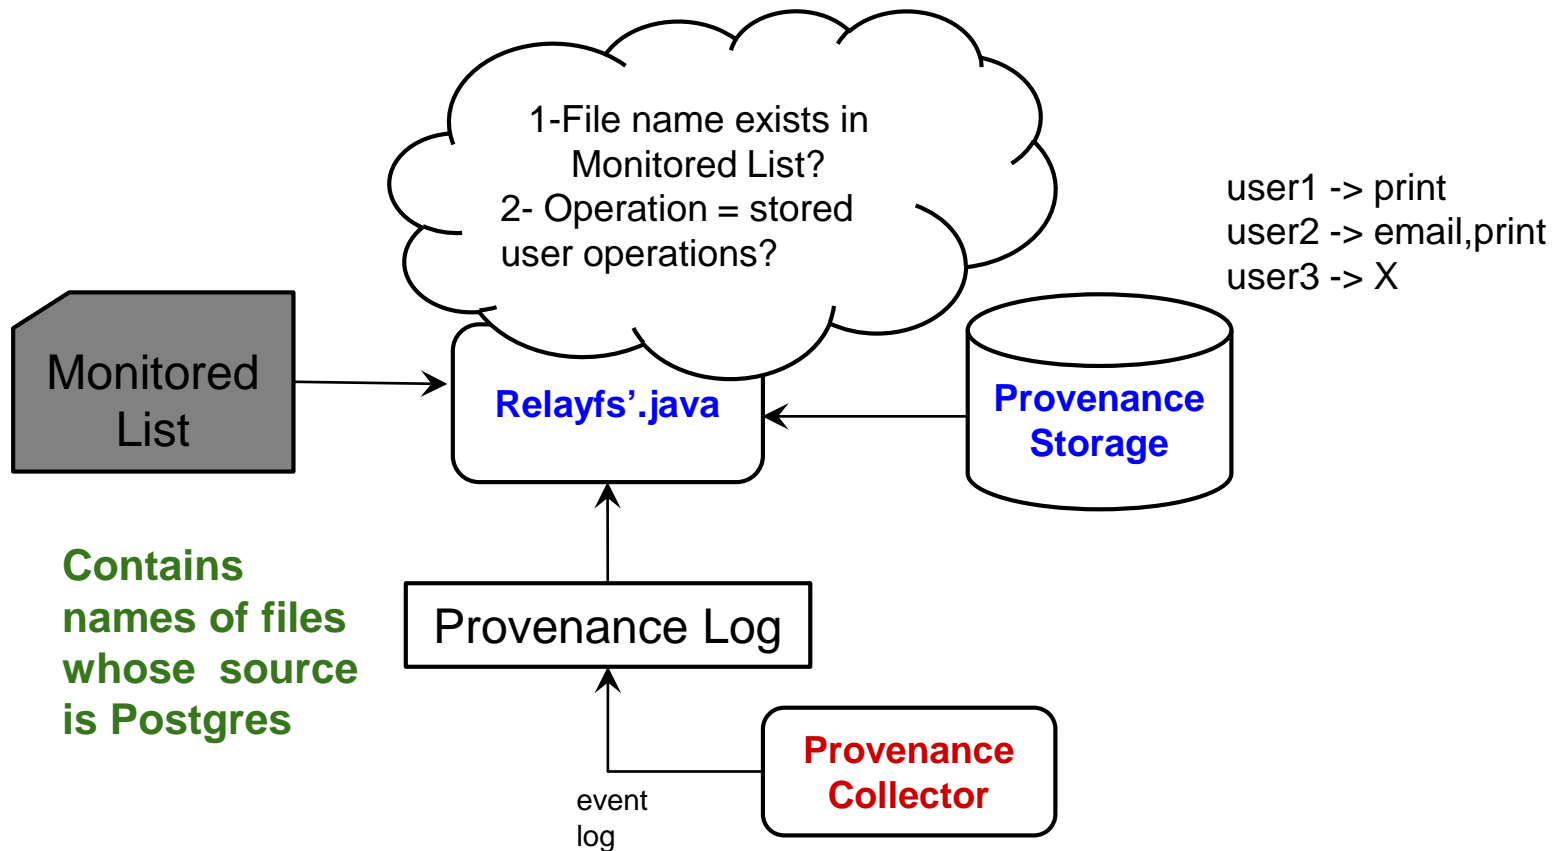 1-File name exists in
Monitored List?
2- Operation = stored
user operations?
user1 -> print
user2 -> email,print
user3 -> X
Monitored
List
Relayfs’.java
Provenance
Storage
Contains
names of files
whose source
is Postgres
Provenance Log
Provenance
Collector
event
log